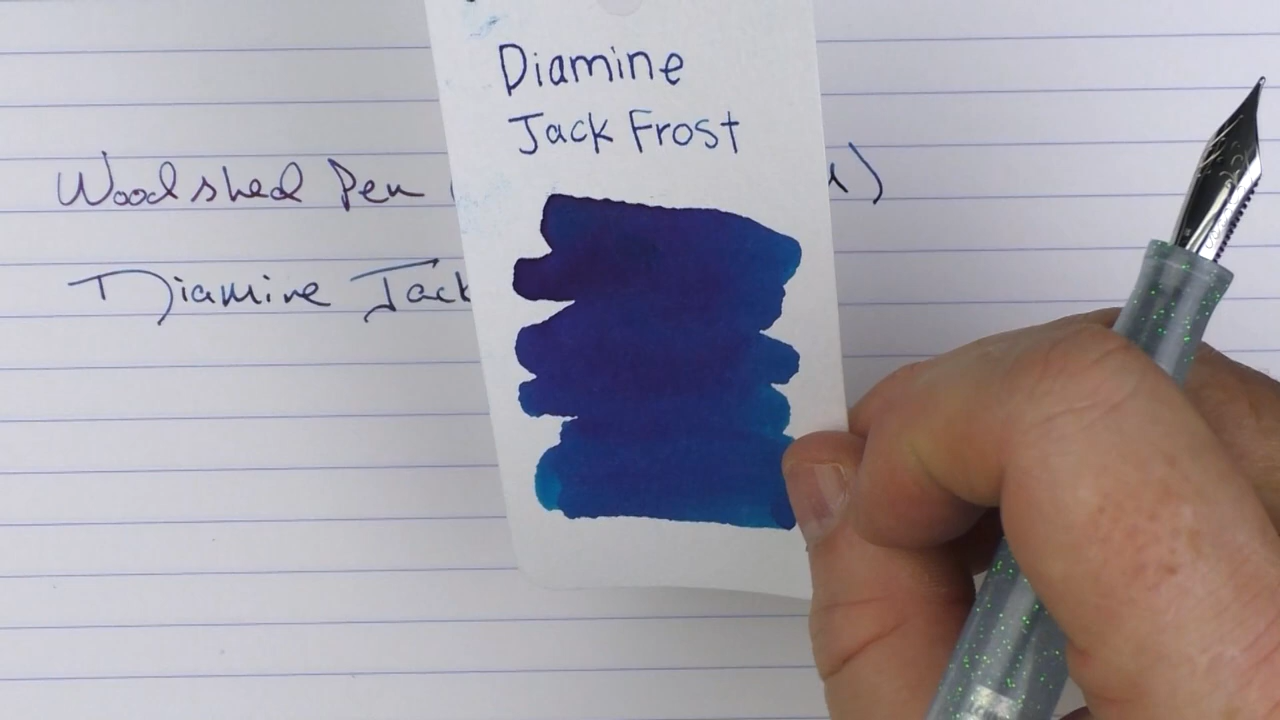 Diamine
Jack Frost
Woodshed Pen (
)
Diamine Jack